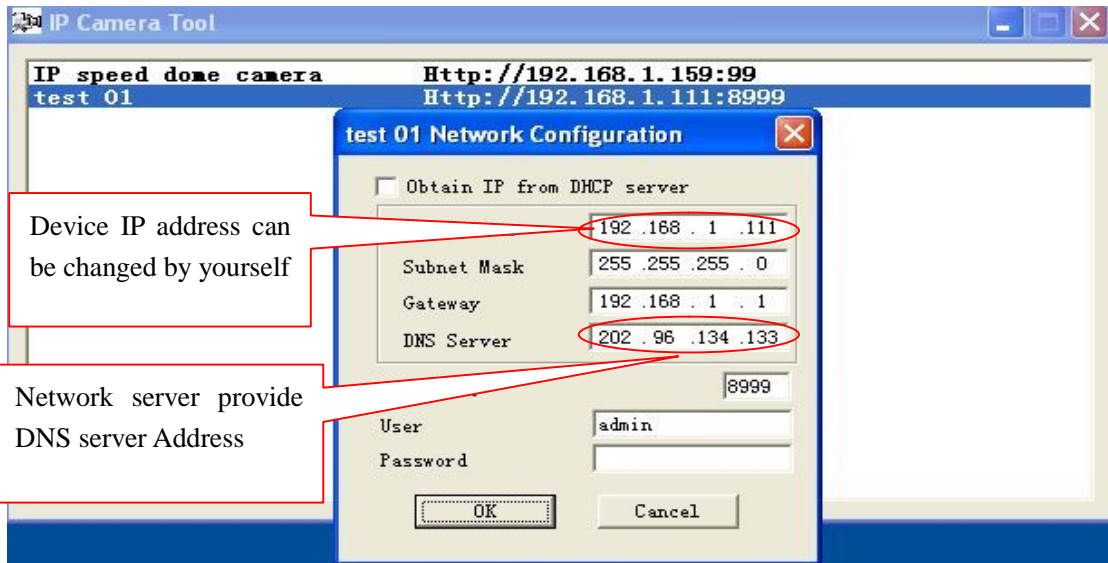 IP Camera Tool
IP speed dome camera Http://192.168.1.159:99
test 01 Http://192.168.1.111:8999
test 01 Network Configuration
Obtain IP from DHCP server
Device IP address can
be changed by yourself
192 .168 . 1 .111
Subnet Mask 255 .255 .255 . 0
Gateway 192 .168 . 1 . 1
DNS Server 202 . 96 .134 .133
Network server provide
DNS server Address
8999
User admin
Password
OK Cancel